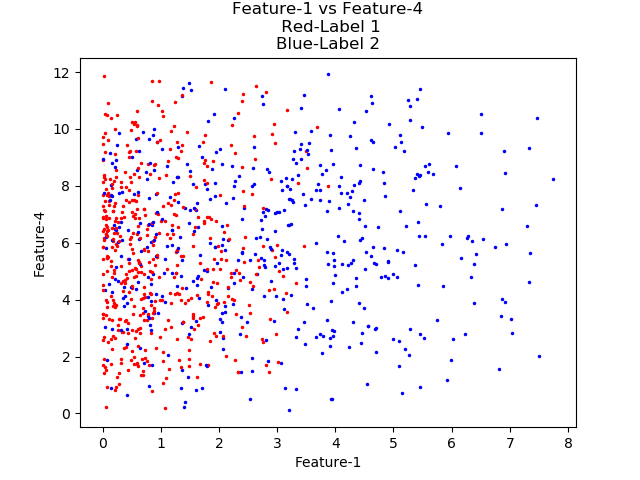 Feature-1 vs Feature-4
Red-Label 1
Blue-Label 2
12
10
8
6
4
2
0
Feature-4
0 1 2 3 4 5 6 7 8
Feature-1